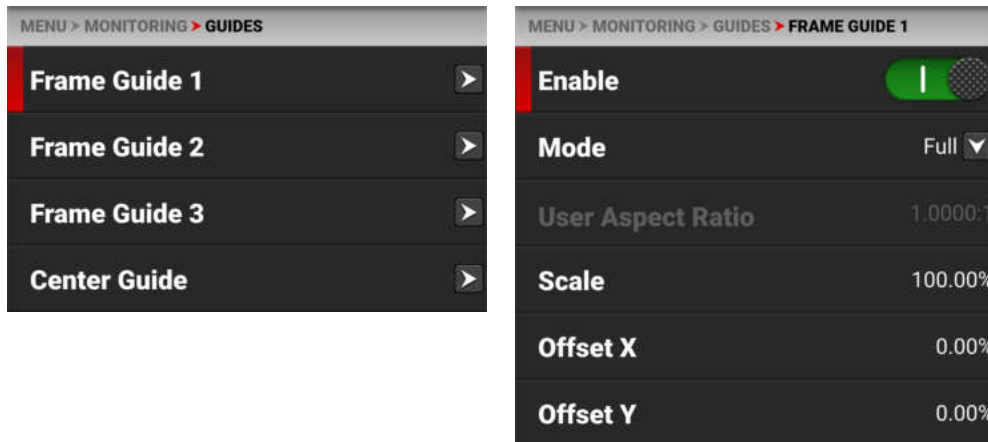 MENU > MONITORING > GUIDES
Frame Guide 1
Frame Guide 2
Frame Guide 3
Center Guide
MENU > MONITORING > GUIDES > FRAME GUIDE 1
Enable
Mode Full
User Aspect Ratio 1.0000:1
Scale 100.00%
Offset X 0.00%
Offset Y 0.00%